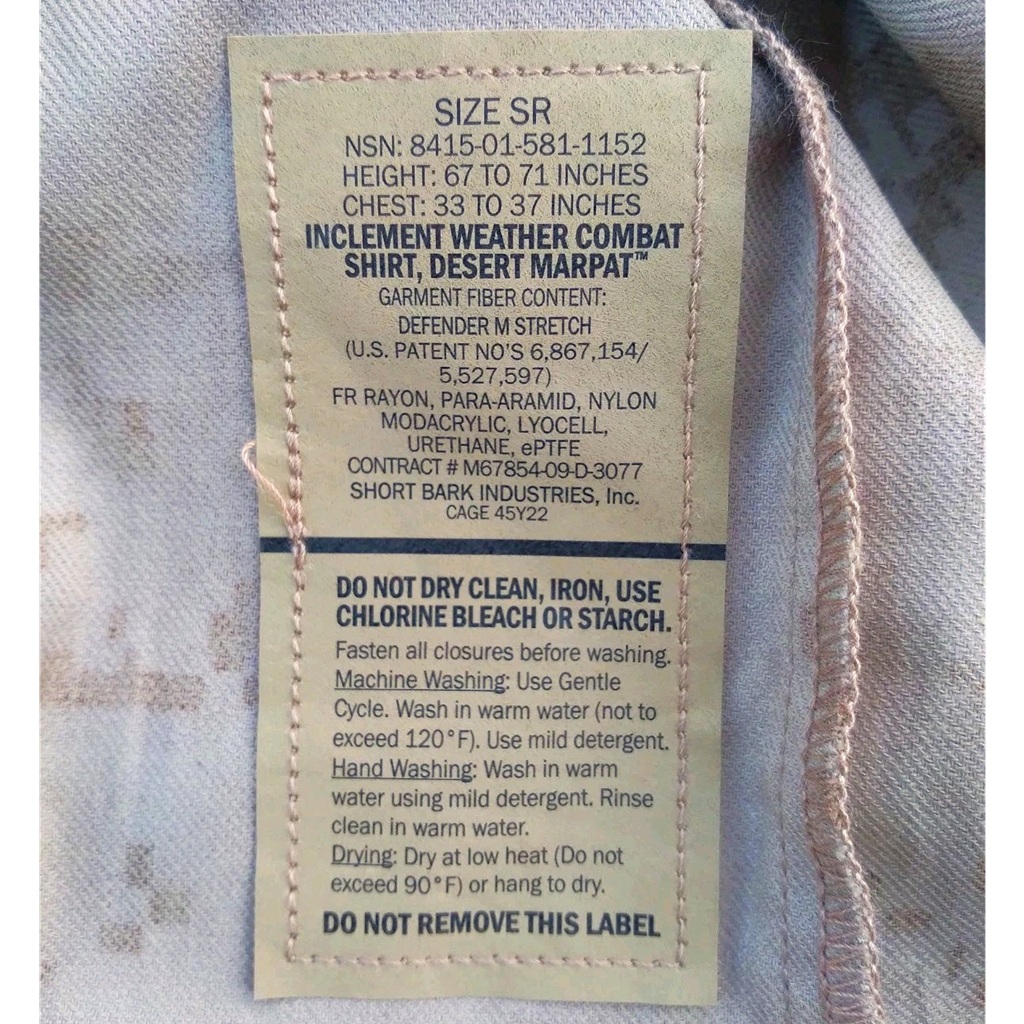 SIZE SR
NSN: 8415-01-581-1152
HEIGHT: 67 TO 71 INCHES
CHEST: 33 TO 37 INCHES
INCLEMENT WEATHER COMBAT
SHIRT, DESERT MARPAT™
GARMENT FIBER CONTENT:
DEFENDER M STRETCH
(U.S. PATENT NO'S 6,867,154/
5,527,597)
FR RAYON, PARA-ARAMID, NYLON
MODACRYLIC, LYOCELL,
URETHANE, ePTFE
CONTRACT # M67854-09-D-3077
SHORT BARK INDUSTRIES, Inc.
CAGE 45Y22
DO NOT DRY CLEAN, IRON, USE
CHLORINE BLEACH OR STARCH.
Fasten all closures before washing.
Machine Washing: Use Gentle
Cycle. Wash in warm water (not to
exceed 120°F). Use mild detergent.
Hand Washing: Wash in warm
water using mild detergent. Rinse
clean in warm water.
Drying: Dry at low heat (Do not
exceed 90°F) or hang to dry.
DO NOT REMOVE THIS LABEL